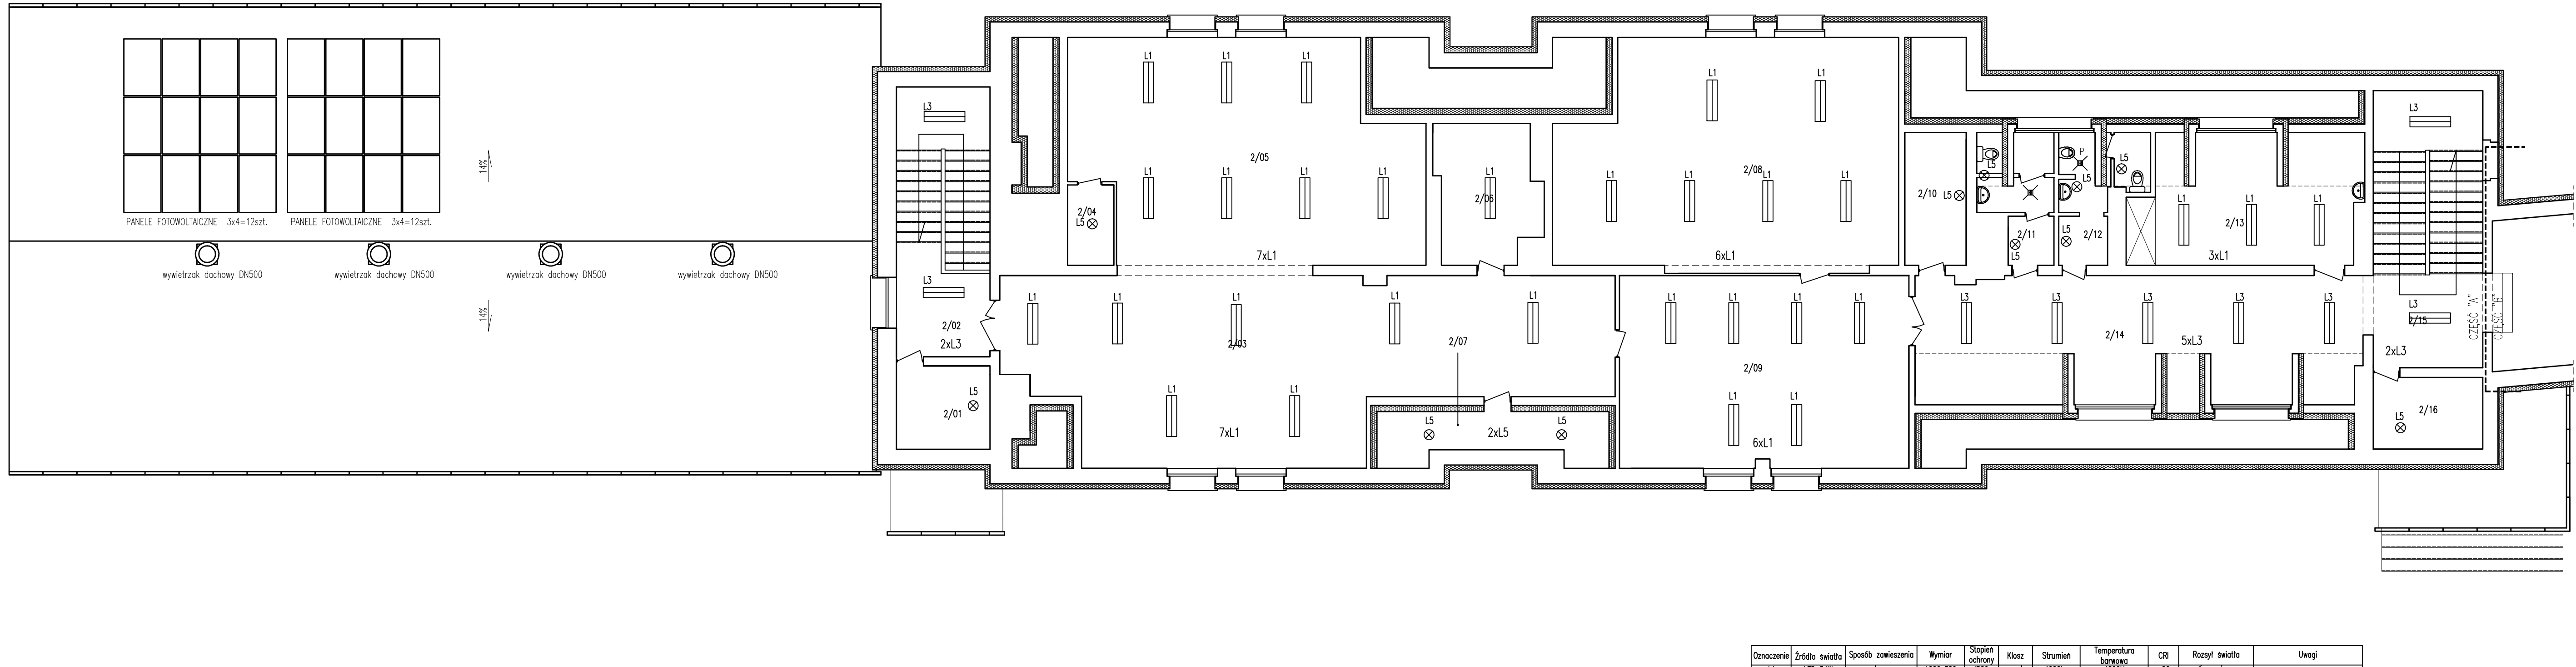 PANELE FOTOWOLTAICZNE 3x4=12szt.
PANELE FOTOWOLTAICZNE 3x4=12szt.
14%
wywietrzak dachowy DN500
wywietrzak dachowy DN500
wywietrzak dachowy DN500
wywietrzak dachowy DN500
14%
L3
L3
2/02
2xL3
L5
2/01
L1 L1 L1
2/05
L1 L1 L1 L1
2/04
L5
7xL1
L1 L1 L1 L1 L1
2/03
L1 L1
7xL1
L1
2/06
2/07
L5 L5
2xL5
L1 L1
2/08
L1 L1 L1 L1
6xL1
L1 L1 L1 L1
2/09
L1 L1
6xL1
2/10
L5
L5
P
L5
L5
2/11
L5
L5
2/12
L1 L1 L1
2/13
3xL1
L3 L3 L3 L3 L3
2/14
5xL3
L3
L3
2/15
2xL3
L5
2/16
CZĘŚĆ "A"
CZĘŚĆ "B"
Oznaczenie Źródło światła Sposób zawieszenia Wymiar Stopień ochrony Klosz Strumień Temperatura barwowa CRI Rozsył światła Uwagi